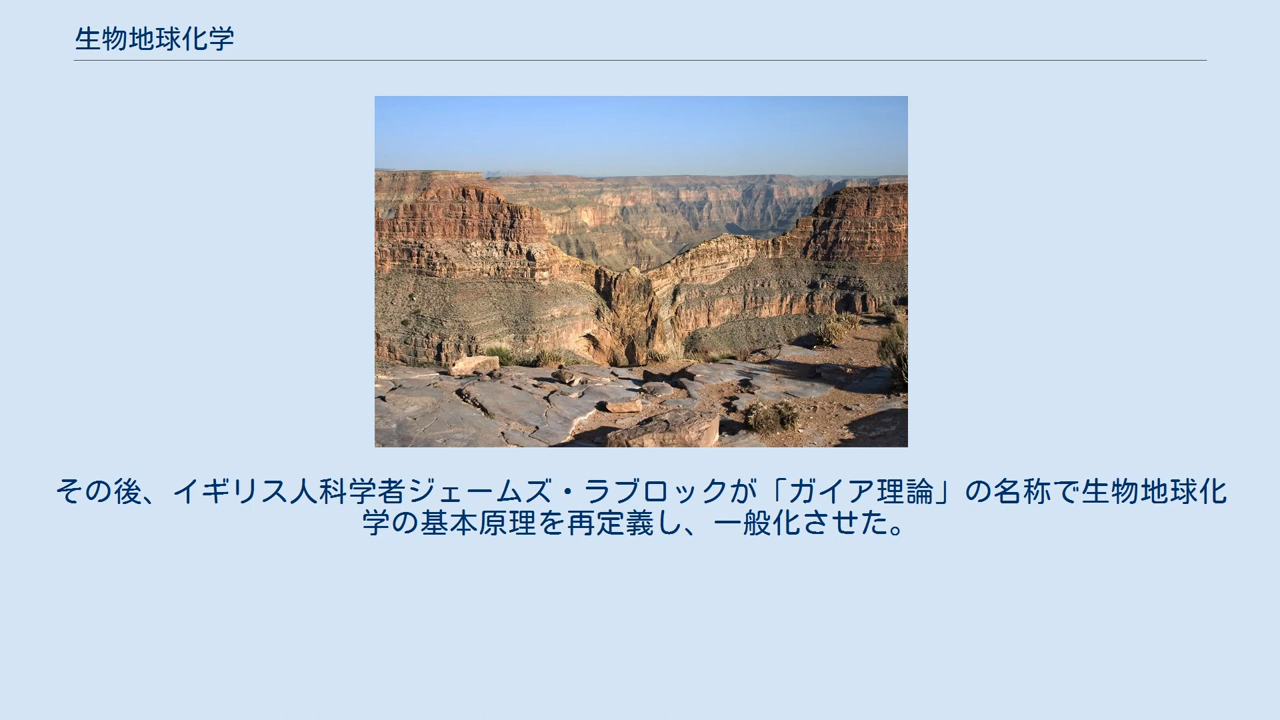 生物地球化学
その後、イギリス人科学者ジェームズ・ラブロックが「ガイア理論」の名称で生物地球化
学の基本原理を再定義し、一般化させた。